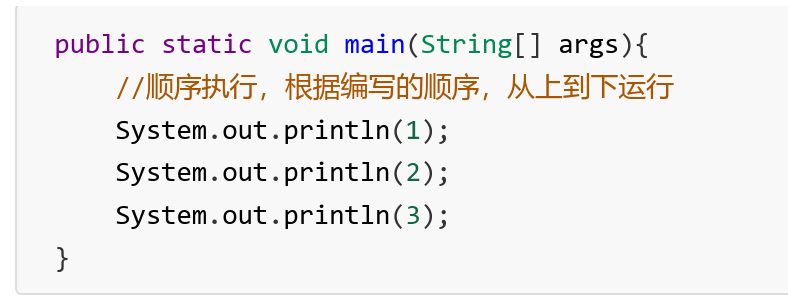 public static void main(String[] args){
//顺序执行，根据编写的顺序，从上到下运行
System.out.println(1);
System.out.println(2);
System.out.println(3);
}